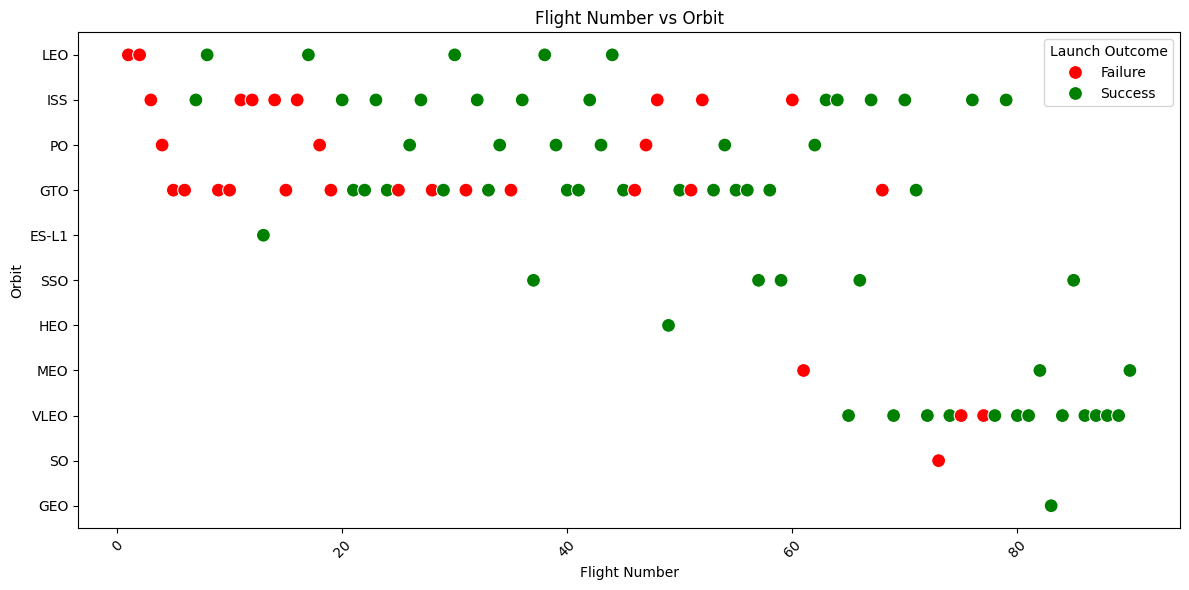 Flight Number vs Orbit
Launch Outcome
Failure
Success
Orbit
LEO
ISS
PO
GTO
ES-L1
SSO
HEO
MEO
VLEO
SO
GEO
0
20
40
60
80
Flight Number